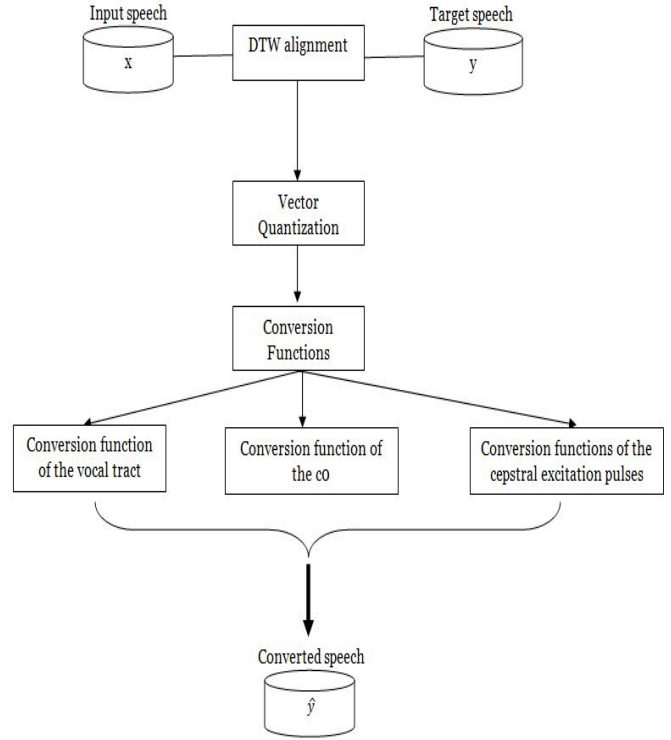 Input speech
Target speech
x
DTW alignment
y
Vector
Quantization
Conversion
Functions
Conversion function
of the vocal tract
Conversion function of
the c0
Conversion functions of the
cepstral excitation pulses
Converted speech
ŷ